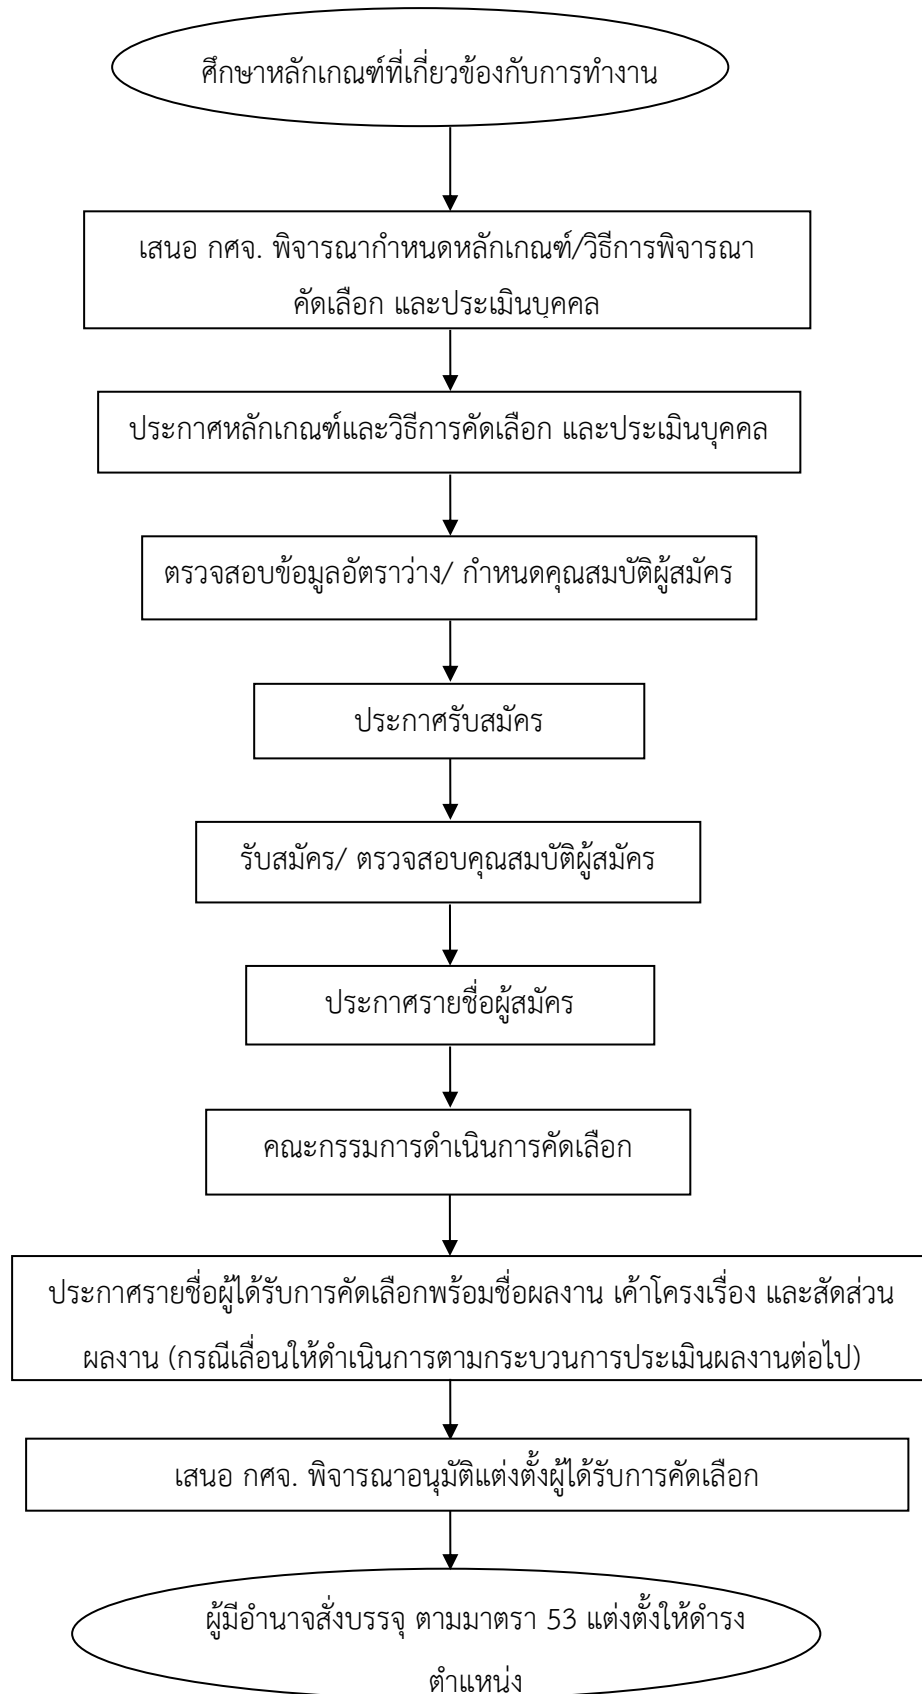 ศึกษาหลักเกณฑ์ที่เกี่ยวข้องกับการทำงาน
เสนอ กศจ. พิจารณากำหนดหลักเกณฑ์/วิธีการพิจารณา
คัดเลือก และประเมินบุคคล
ประกาศหลักเกณฑ์และวิธีการคัดเลือก และประเมินบุคคล
ตรวจสอบข้อมูลอัตราว่าง/ กำหนดคุณสมบัติผู้สมัคร
ประกาศรับสมัคร
รับสมัคร/ ตรวจสอบคุณสมบัติผู้สมัคร
ประกาศรายชื่อผู้สมัคร
คณะกรรมการดำเนินการคัดเลือก
ประกาศรายชื่อผู้ได้รับการคัดเลือกพร้อมชื่อผลงาน เค้าโครงเรื่อง และสัดส่วน
ผลงาน (กรณีเลื่อนให้ดำเนินการตามกระบวนการประเมินผลงานต่อไป)
เสนอ กศจ. พิจารณาอนุมัติแต่งตั้งผู้ได้รับการคัดเลือก
ผู้มีอำนาจสั่งบรรจุ ตามมาตรา 53 แต่งตั้งให้ดำรง
ตำแหน่ง